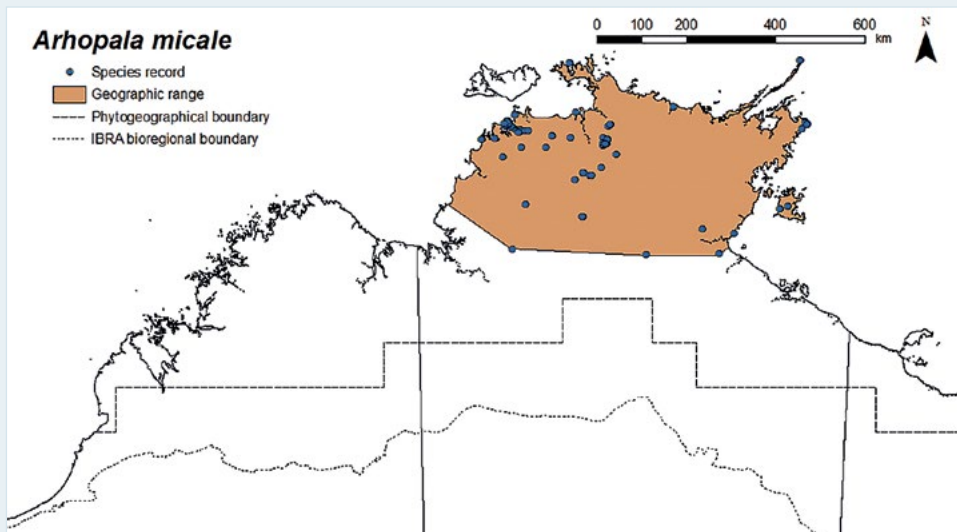 Arhopala micale
Species record
Geographic range
Phytogeographical boundary
IBRA bioregional boundary
0 100 200 400 600
km
N